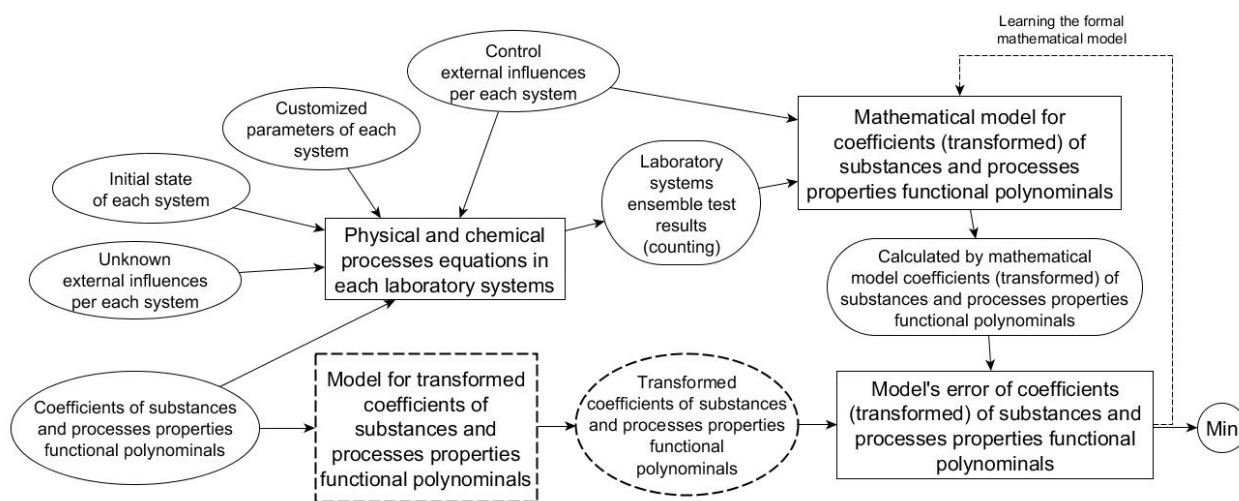 Learning the formal
mathematical model
Control
external influences
per each system
Customized
parameters of each
system
Mathematical model for
coefficients (transformed) of
substances and processes
properties functional polynominals
Initial state
of each system
Laboratory
systems
ensemble test
results
(counting)
Physical and chemical
processes equations in
each laboratory systems
Unknown
external influences
per each system
Calculated by mathematical
model coefficients (transformed) of
substances and processes properties
functional polynominals
Coefficients of substances
and processes properties
functional polynominals
Model for transformed
coefficients of
substances and
processes properties
functional polynominals
Transformed
coefficients of substances
and processes properties
functional
polynominals
Model's error of coefficients
(transformed) of substances and
processes properties functional
polynominals
Min